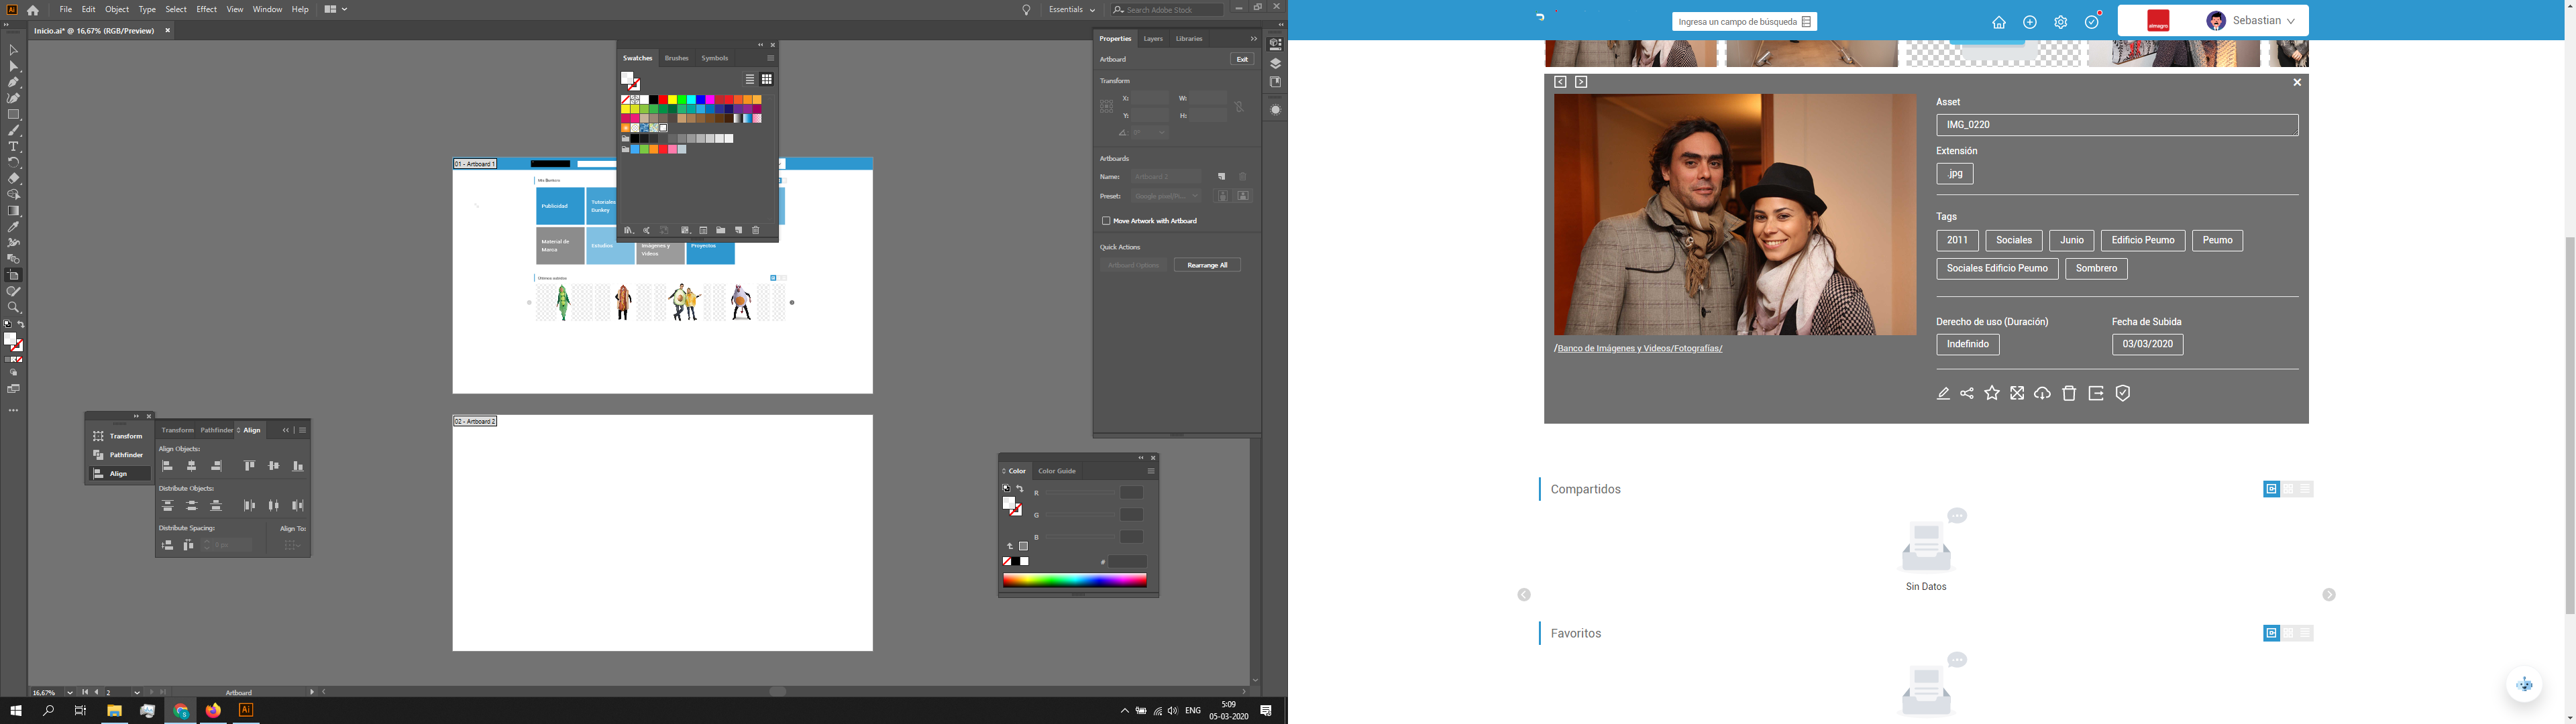 File Edit Object Type Select Effect View Window Help
Essentials
Search Adobe Stock
Inicio.ai* @ 16,67% (RGB/Preview)
Swatches Brushes Symbols
Properties Layers Libraries
Artboard
Exit
Transform
X:
W:
Y:
H:
Artboards
Name: Artboard 2
Preset:
Move Artwork with Artboard
Quick Actions
Artboard Options
Rearrange All
01 - Artboard 1
Mis Bunkers
Publicidad
Tutoriales
Dunkey
Material de
Marca
Estudios
Imágenes y
Videos
Proyectos
02 - Artboard 2
Transform
Pathfinder
Align
Transform Pathfinder Align
Align Objects:
Distribute Objects:
Distribute Spacing:
Align To:
0 px
Color Color Guide
R
G
B
#
16,67%
2
Artboard
ENG
5:09
05-03-2020
Ingresa un campo de búsqueda
almagro
Sebastian
Asset
IMG_0220
Extensión
.jpg
Tags
2011
Sociales
Junio
Edificio Peumo
Peumo
Sociales Edificio Peumo
Sombrero
Derecho de uso (Duración)
Fecha de Subida
Indefinido
03/03/2020
/Banco de Imágenes y Videos/Fotografías/
Compartidos
Sin Datos
Favoritos